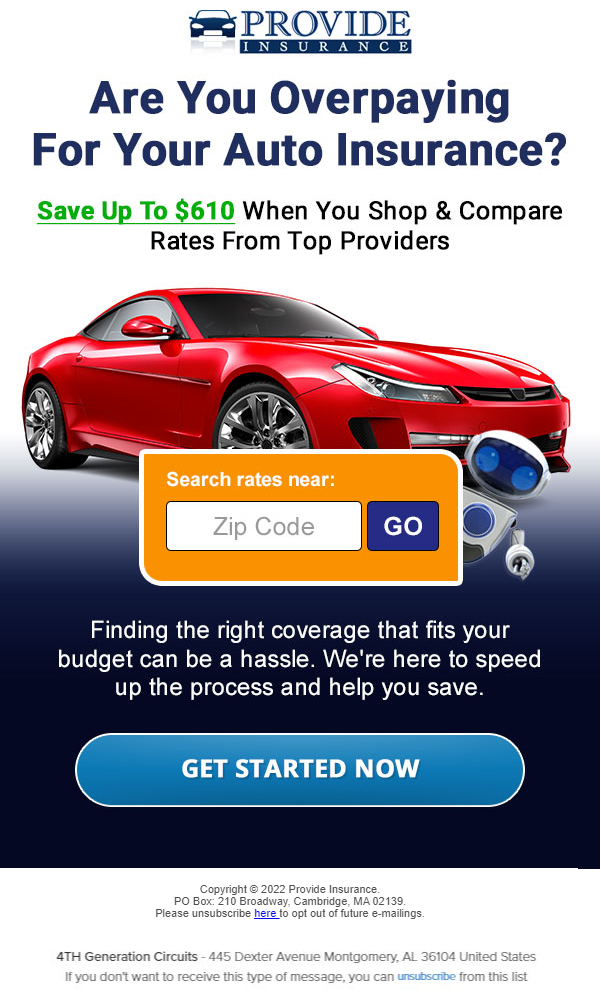 PROVIDE
INSURANCE
Are You Overpaying
For Your Auto Insurance?
Save Up To $610 When You Shop & Compare
Rates From Top Providers
Search rates near:
Zip Code GO
Finding the right coverage that fits your
budget can be a hassle. We're here to speed
up the process and help you save.
GET STARTED NOW
Copyright © 2022 Provide Insurance.
PO Box: 210 Broadway, Cambridge, MA 02139.
Please unsubscribe here to opt out of future e-mailings.
4TH Generation Circuits - 445 Dexter Avenue Montgomery, AL 36104 United States
If you don't want to receive this type of message, you can unsubscribe from this list